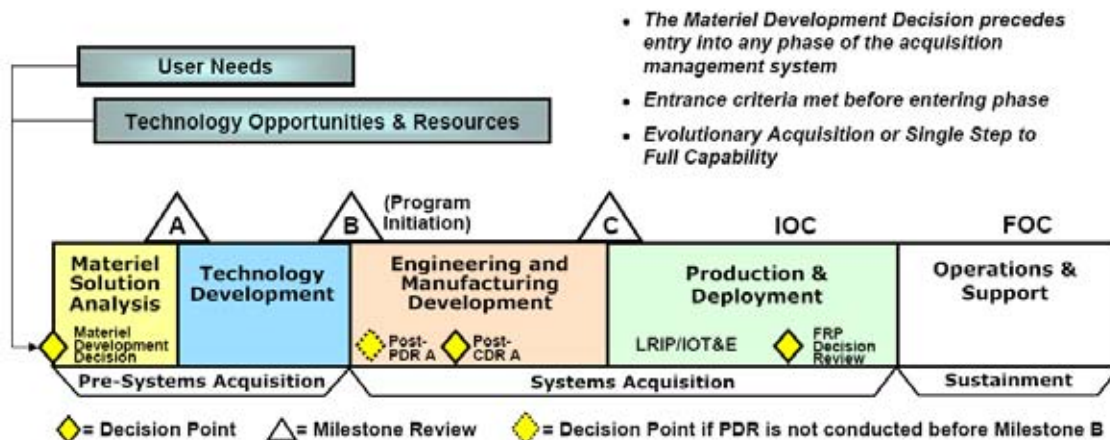 • The Materiel Development Decision precedes
entry into any phase of the acquisition
management system
• Entrance criteria met before entering phase
• Evolutionary Acquisition or Single Step to
Full Capability
User Needs
Technology Opportunities & Resources
A
B
(Program
Initiation)
C
IOC
FOC
Materiel
Solution
Analysis
Materiel
Development
Decision
Technology
Development
Engineering and
Manufacturing
Development
Post-
PDR A
Post-
CDR A
Production &
Deployment
LRIP/IOT&E
FRP
Decision
Review
Operations &
Support
Pre-Systems Acquisition
Systems Acquisition
Sustainment
= Decision Point
= Milestone Review
= Decision Point if PDR is not conducted before Milestone B